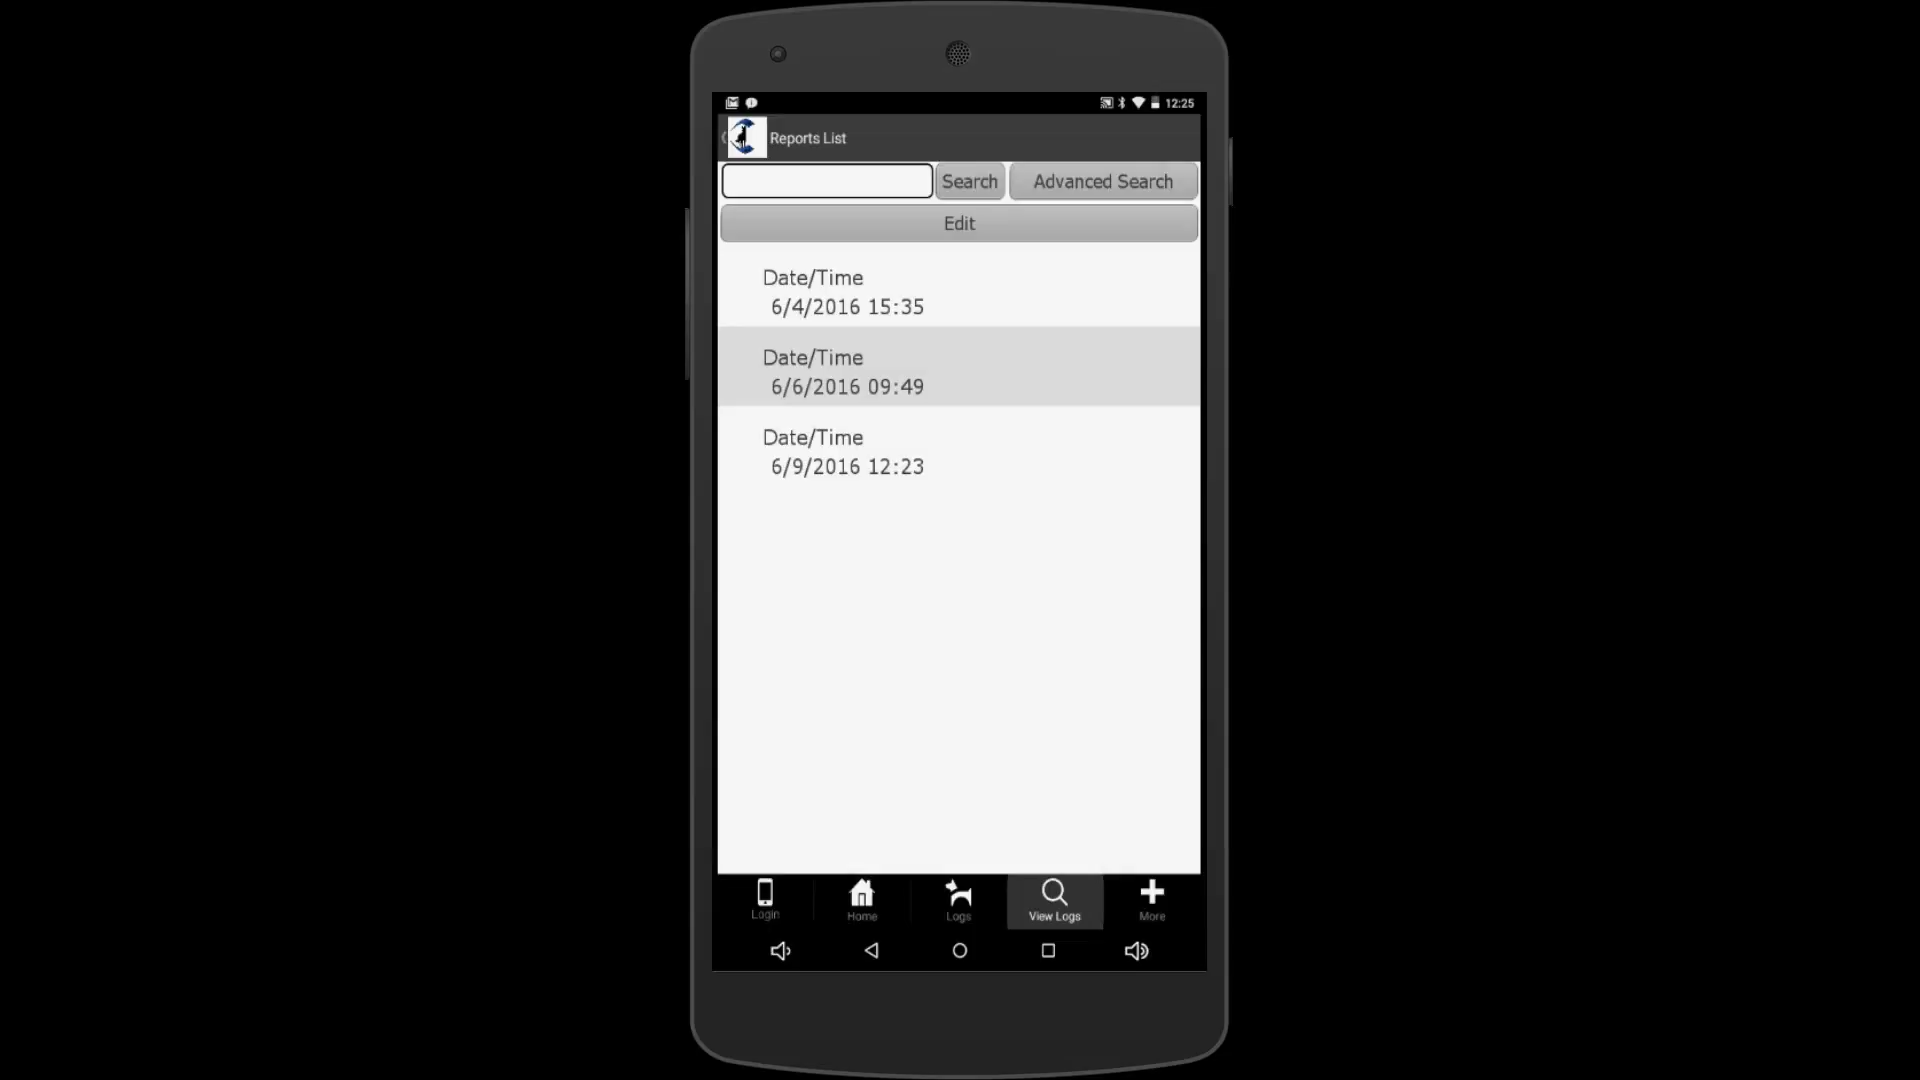 12:25
Reports List
Search Advanced Search
Edit
Date/Time
6/4/2016 15:35
Date/Time
6/6/2016 09:49
Date/Time
6/9/2016 12:23
Login Home Logs View Logs More